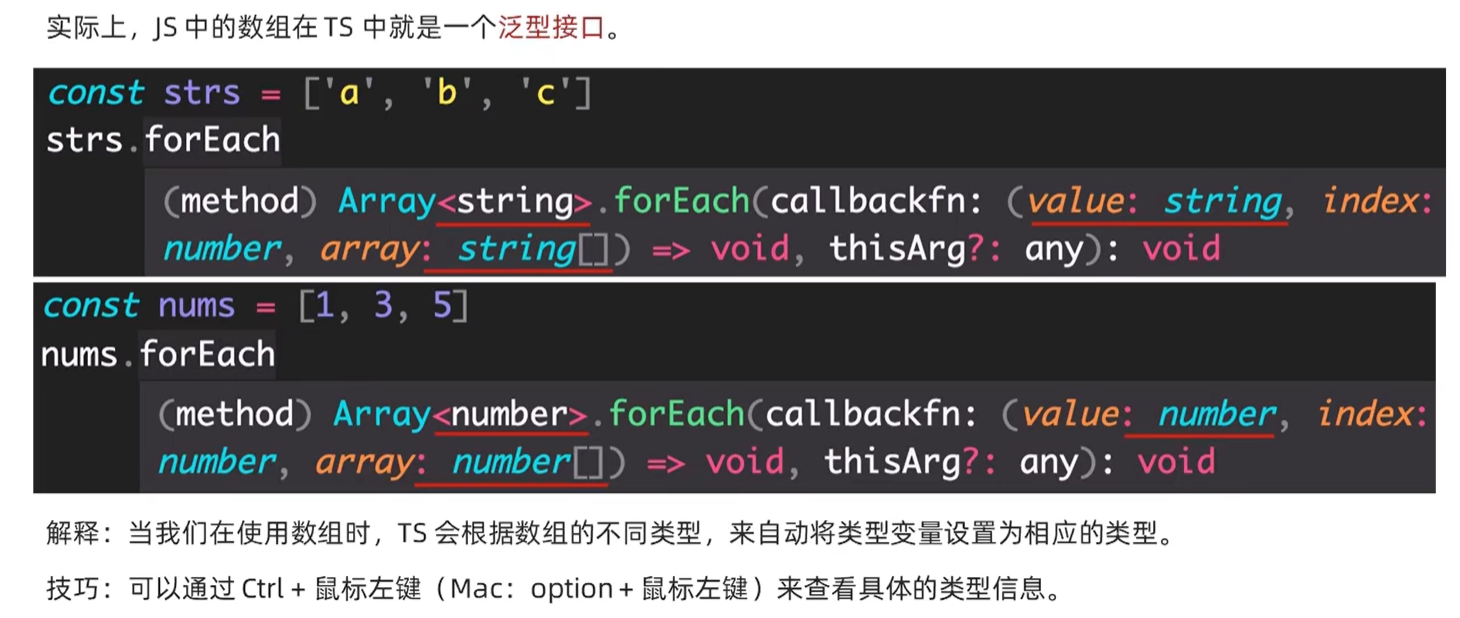 实际上，JS 中的数组在 TS 中就是一个泛型接口。
const strs = ['a', 'b', 'c']
strs.forEach
(method) Array<string>.forEach(callbackfn: (value: string, index:
number, array: string[]) => void, thisArg?: any): void
const nums = [1, 3, 5]
nums.forEach
(method) Array<number>.forEach(callbackfn: (value: number, index:
number, array: number[]) => void, thisArg?: any): void
解释：当我们在使用数组时，TS 会根据数组的不同类型，来自动将类型变量设置为相应的类型。
技巧：可以通过 Ctrl + 鼠标左键（Mac：option + 鼠标左键）来查看具体的类型信息。